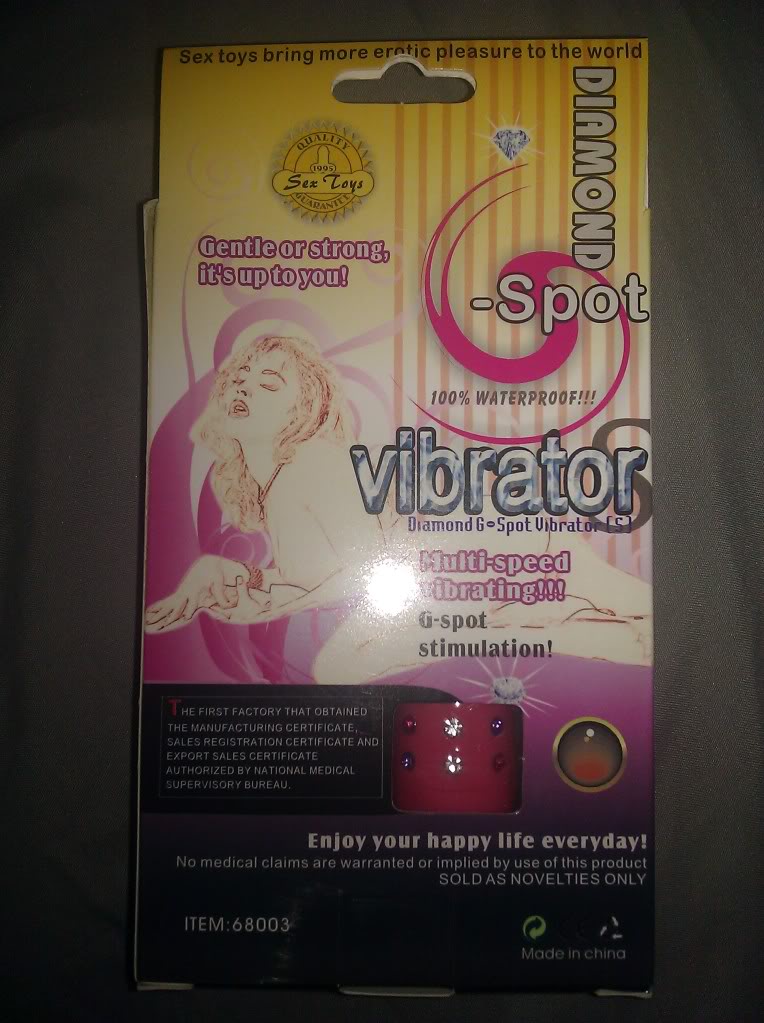 Sex toys bring more erotic pleasure to the world
DIAMOND
QUALITY
1995
Sex Toys
GUARANTEE
Gentle or strong,
it's up to you!
G-Spot
100% WATERPROOF!!!
vibrator
S
Diamond G-Spot Vibrator (S)
Multi-speed
vibrating!!!
G-spot
stimulation!
THE FIRST FACTORY THAT OBTAINED
THE MANUFACTURING CERTIFICATE,
SALES REGISTRATION CERTIFICATE AND
EXPORT SALES CERTIFICATE
AUTHORIZED BY NATIONAL MEDICAL
SUPERVISORY BUREAU.
Enjoy your happy life everyday!
No medical claims are warranted or implied by use of this product
SOLD AS NOVELTIES ONLY
ITEM:68003
CE
Made in china